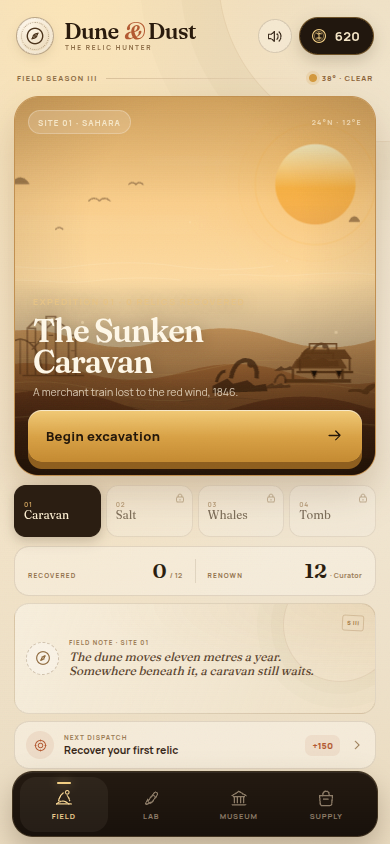 Dune & Dust
THE RELIC HUNTER
620
FIELD SEASON III
38° · CLEAR
SITE 01 · SAHARA
24°N · 12°E
The Sunken
Caravan
A merchant train lost to the red wind, 1846.
Begin excavation
01
Caravan
02
Salt
03
Whales
04
Tomb
RECOVERED
0 / 12
RENOWN
12 · Curator
FIELD NOTE · SITE 01
S III
The dune moves eleven metres a year.
Somewhere beneath it, a caravan still waits.
NEXT DISPATCH
Recover your first relic
+150
FIELD
LAB
MUSEUM
SUPPLY